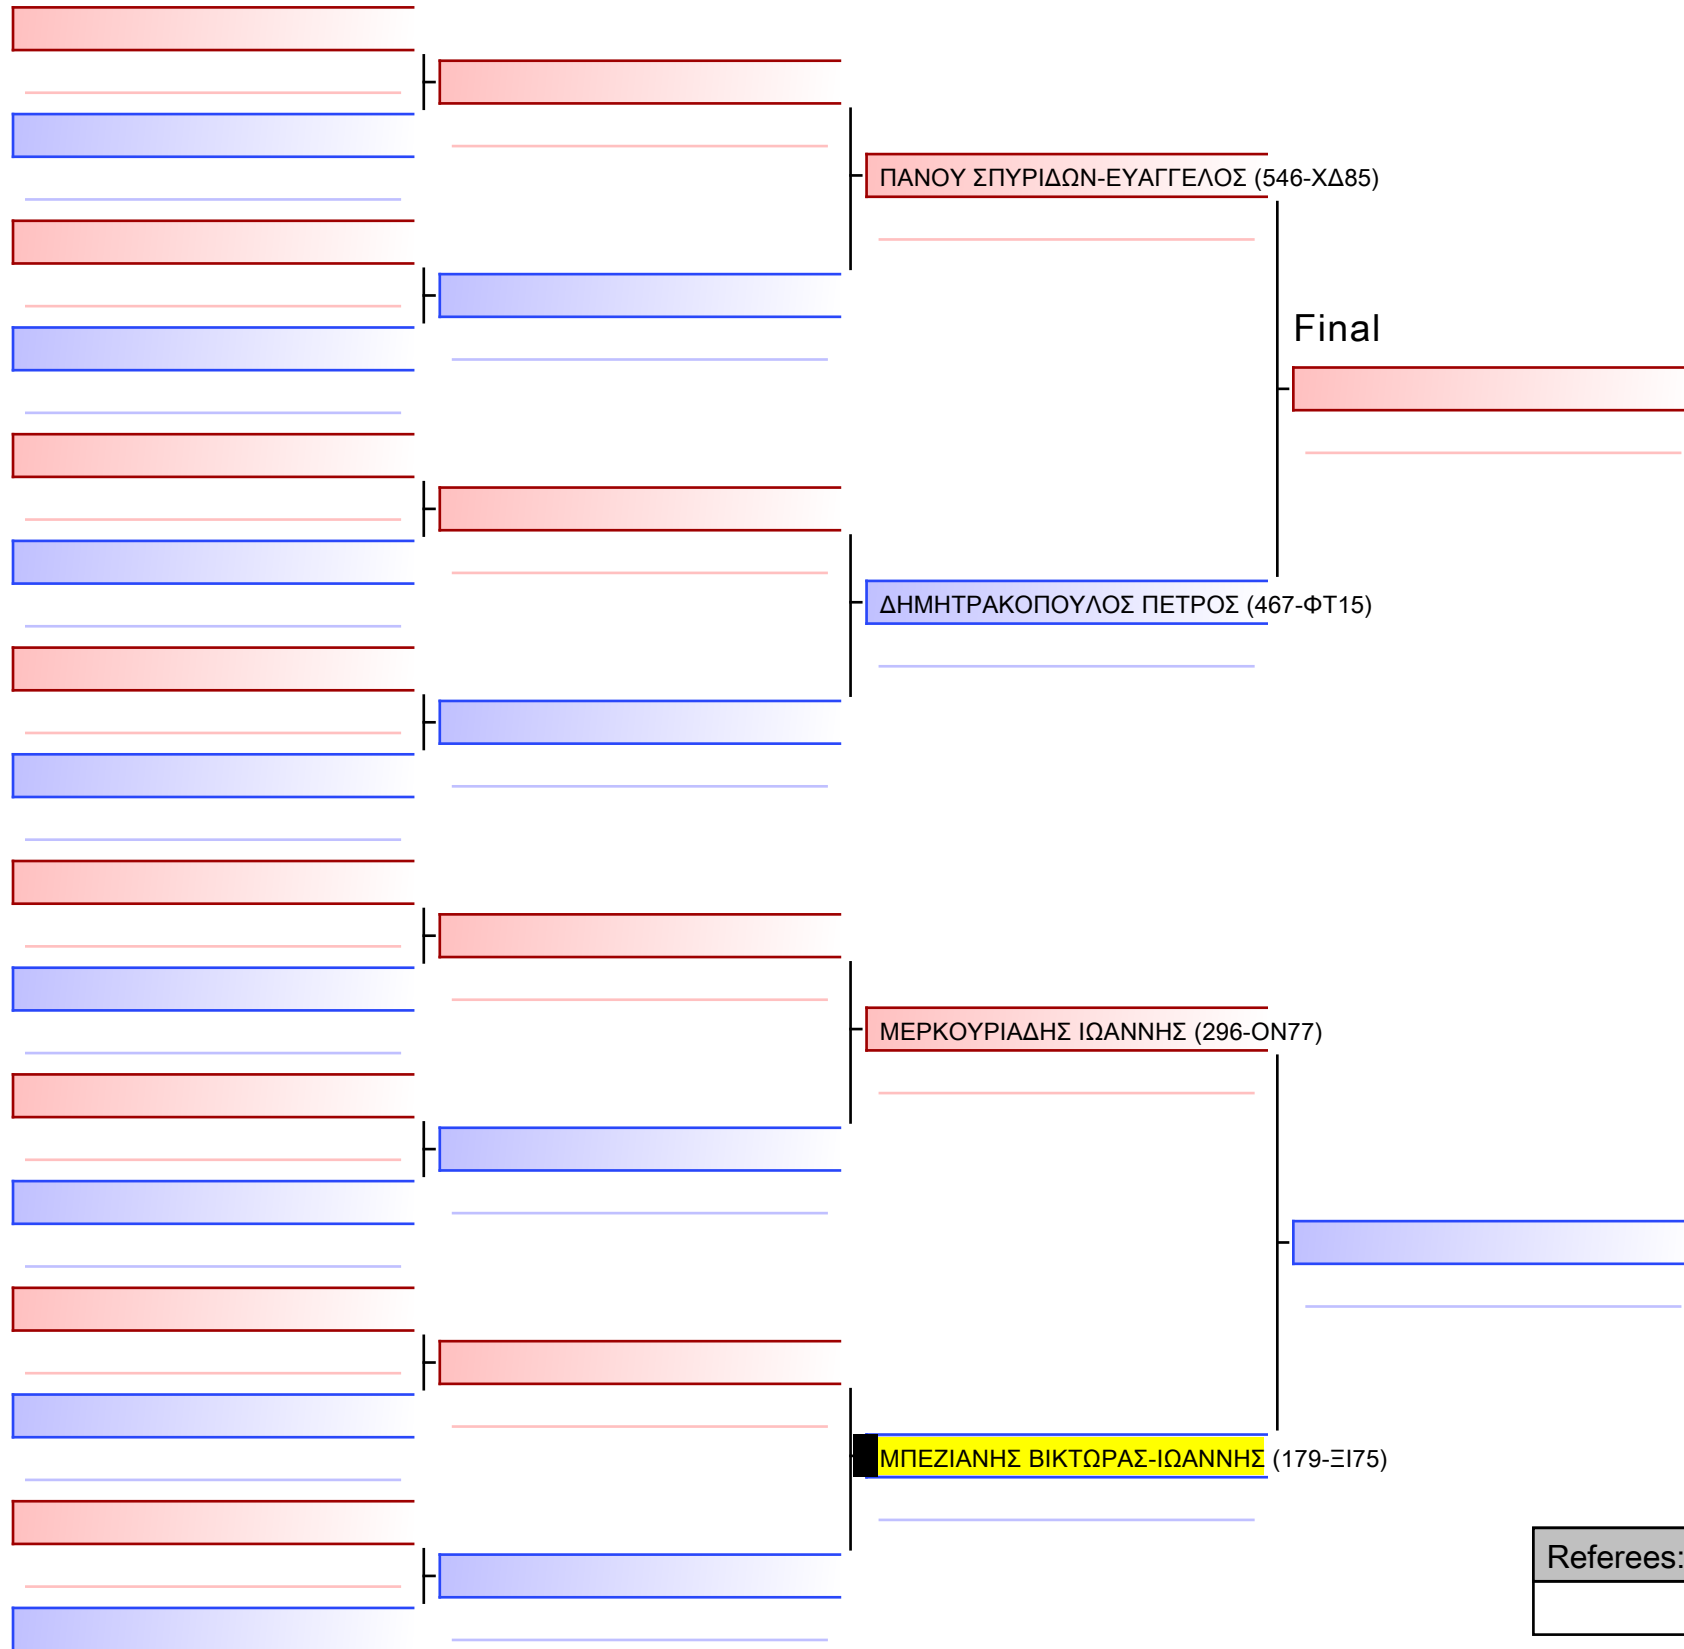 ΠΑΝΟΥ ΣΠΥΡΙΔΩΝ-ΕΥΑΓΓΕΛΟΣ (546-ΧΔ85)
Final
ΔΗΜΗΤΡΑΚΟΠΟΥΛΟΣ ΠΕΤΡΟΣ (467-ΦΤ15)
ΜΕΡΚΟΥΡΙΑΔΗΣ ΙΩΑΝΝΗΣ (296-ΟΝ77)
ΜΠΕΖΙΑΝΗΣ ΒΙΚΤΩΡΑΣ-ΙΩΑΝΝΗΣ (179-ΞΙ75)
Referees: